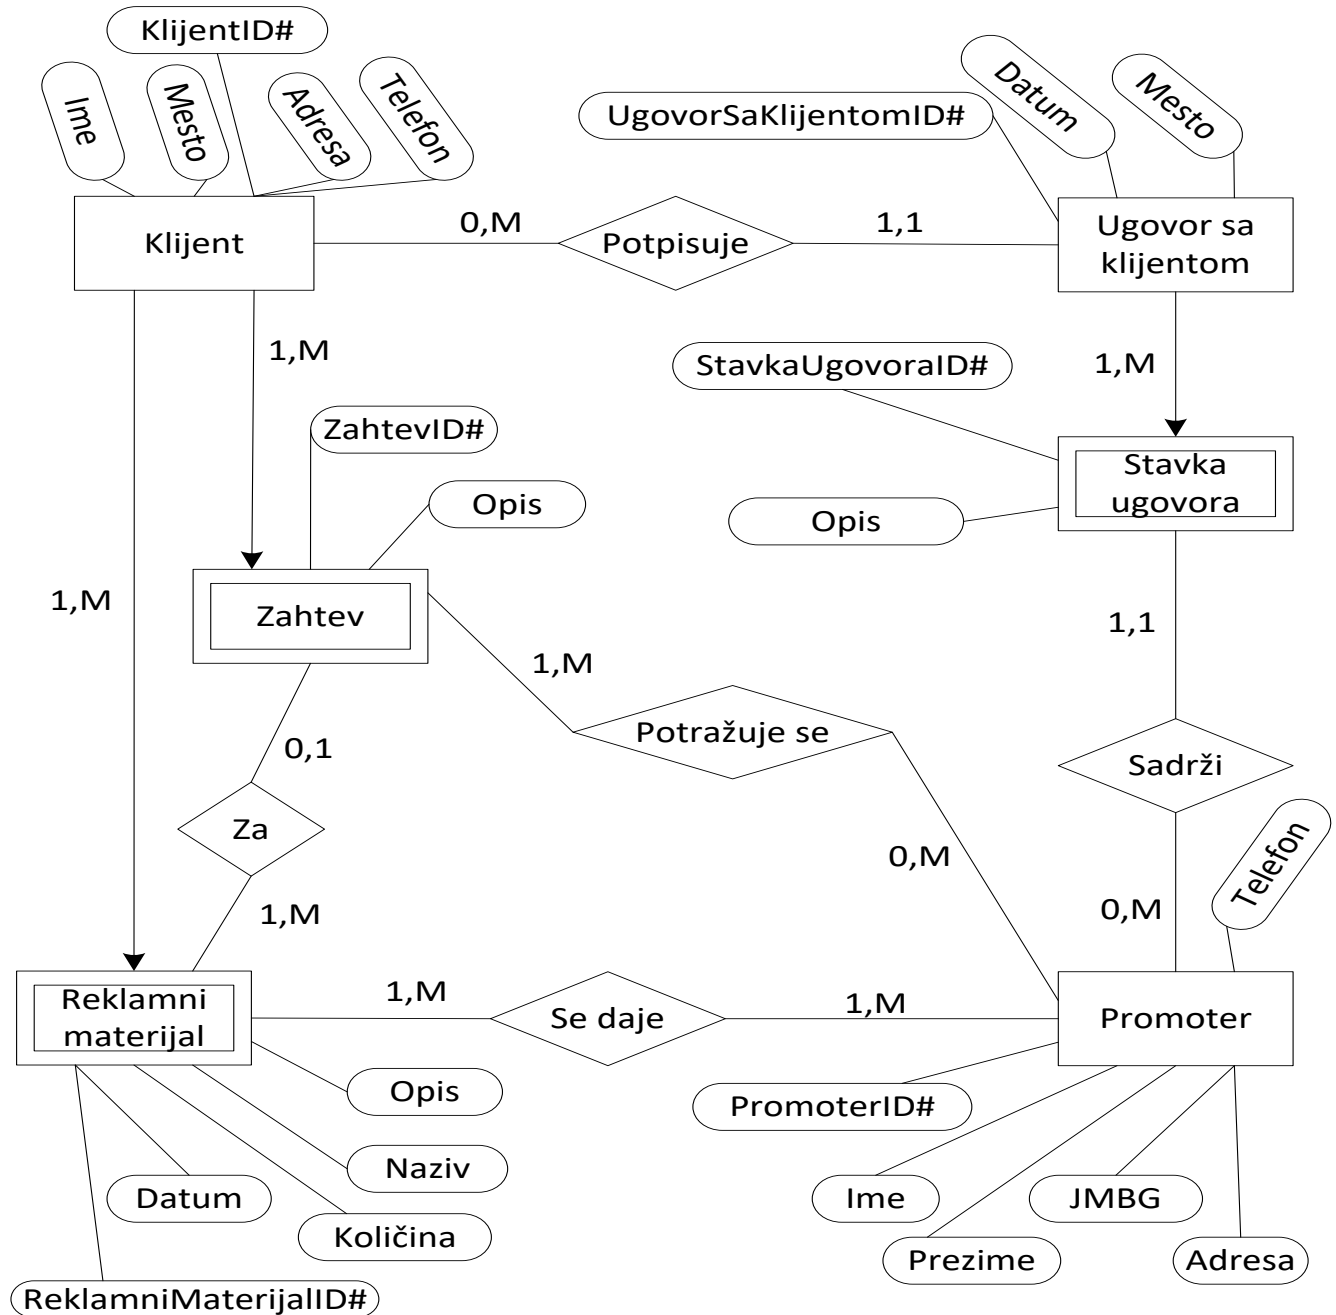 KlijentID#
Ime
Mesto
Adresa
Telefon
UgovorSaKlijentomID#
Datum
Mesto
Klijent
0,M
Potpisuje
1,1
Ugovor sa
klijentom
1,M
1,M
StavkaUgovoraID#
ZahtevID#
Opis
Stavka
ugovora
Opis
1,M
Zahtev
1,1
1,M
Potražuje se
0,1
Sadrži
Za
0,M
Telefon
1,M
0,M
Reklamni
materijal
1,M
Se daje
1,M
Promoter
Opis
PromoterID#
Naziv
Datum
Ime
JMBG
Količina
Prezime
Adresa
ReklamniMaterijalID#